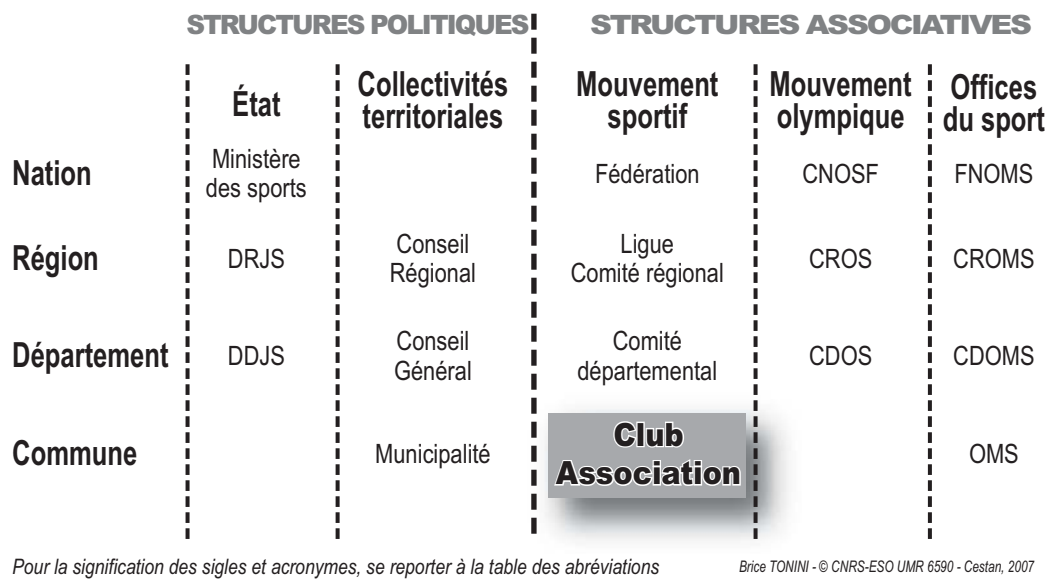 STRUCTURES POLITIQUES STRUCTURES ASSOCIATIVES
État Collectivités territoriales Mouvement sportif Mouvement olympique Offices du sport
Nation Ministère des sports Fédération CNOSF FNOMS
Région DRJS Conseil Régional Ligue Comité régional CROS CROMS
Département DDJS Conseil Général Comité départemental CDOS CDOMS
Commune Municipalité Club Association OMS
Pour la signification des sigles et acronymes, se reporter à la table des abréviations Brice TONINI - © CNRS-ESO UMR 6590 - Cestan, 2007